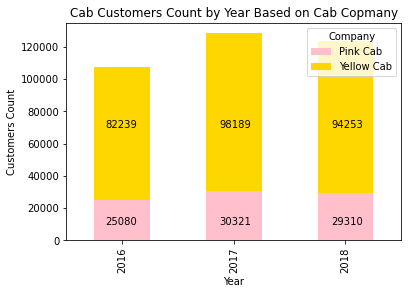 Cab Customers Count by Year Based on Cab Copmany
Company
Pink Cab
Yellow Cab
Customers Count
120000
100000
80000
60000
40000
20000
0
82239
98189
94253
25080
30321
29310
2016
2017
2018
Year